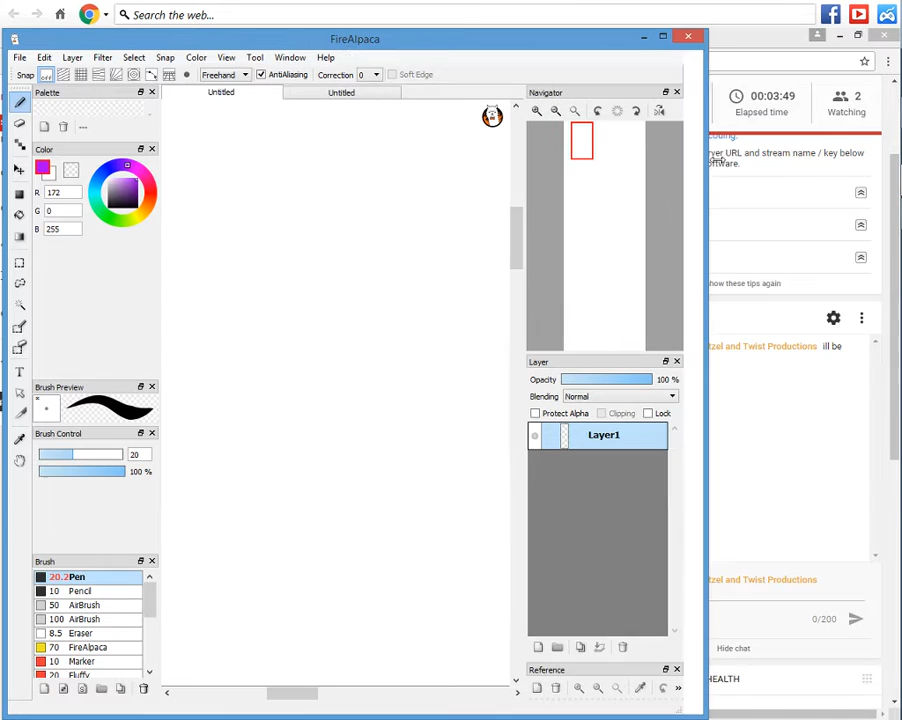 Search the web...
FireAlpaca
File Edit Layer Filter Select Snap Color View Tool Window Help
Snap off Freehand AntiAliasing Correction 0 Soft Edge
Palette
Untitled Untitled
Navigator
Color
R 172
G 0
B 255
Brush Preview
Brush Control
20
100 %
Brush
20.2 Pen
10 Pencil
50 AirBrush
100 AirBrush
8.5 Eraser
70 FireAlpaca
10 Marker
20 Fluffy
Layer
Opacity 100 %
Blending Normal
Protect Alpha Clipping Lock
Layer1
Reference
00:03:49 2
Elapsed time Watching
rver URL and stream name / key below
oftware.
how these tips again
tzel and Twist Productions ill be
tzel and Twist Productions
0/200
Hide chat
HEALTH